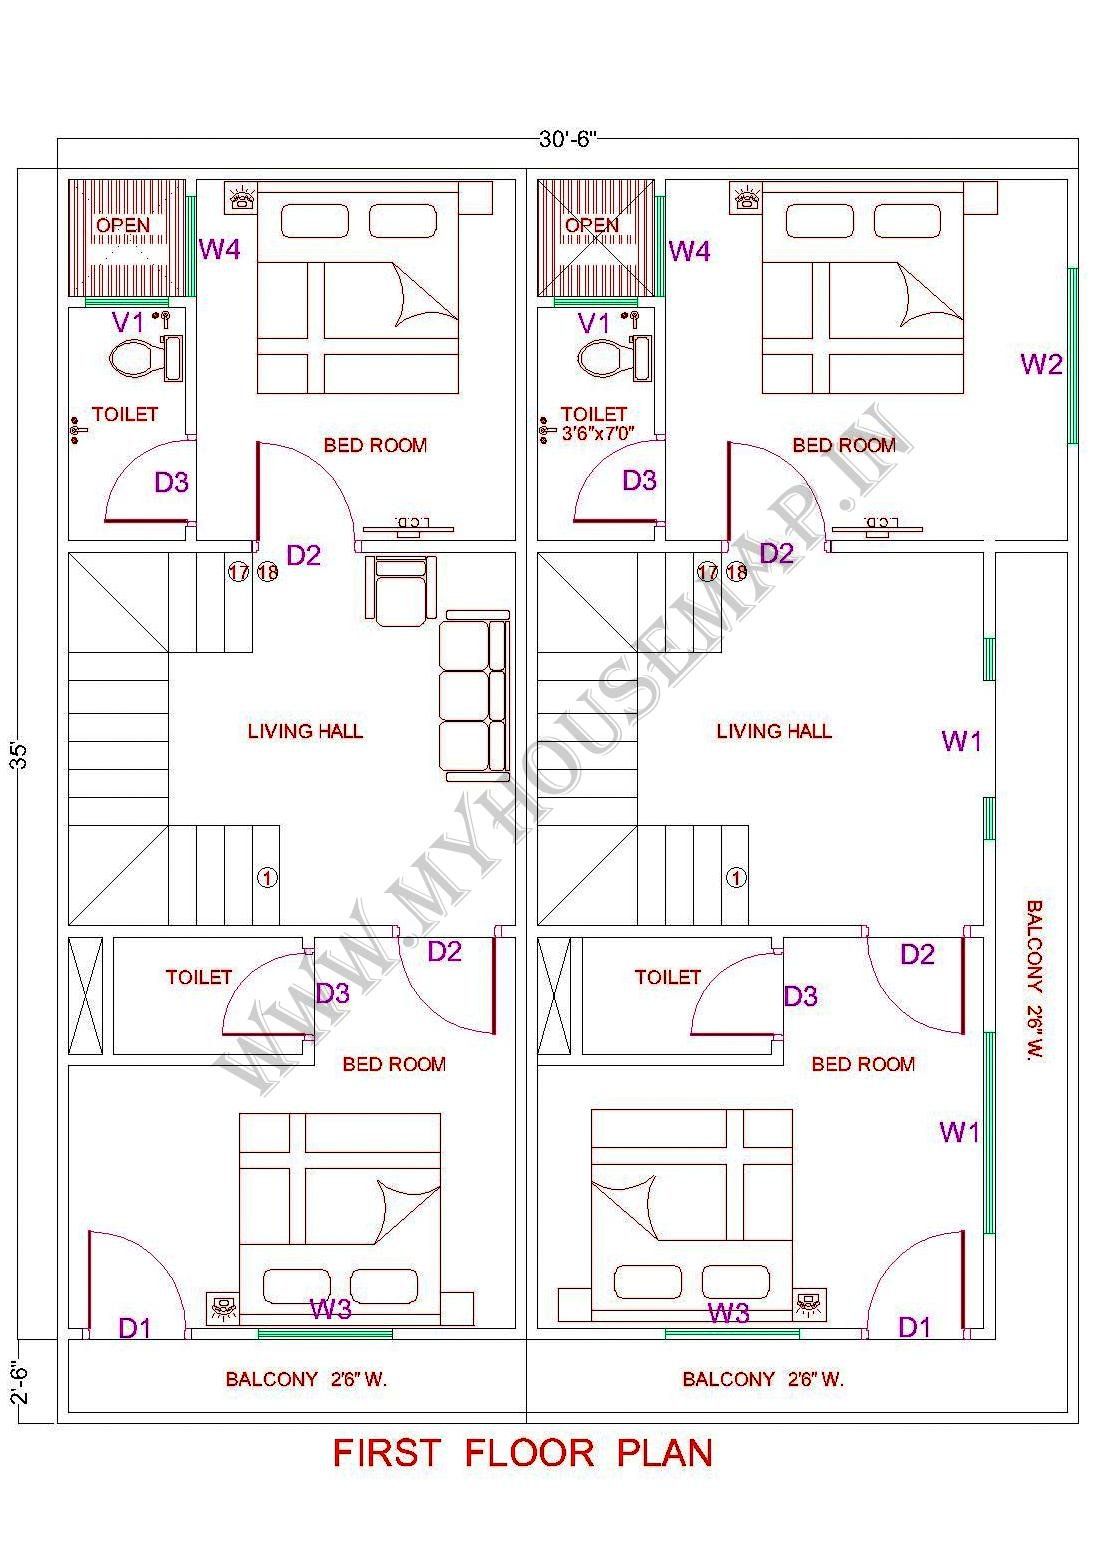 30'-6"
OPEN
OPEN
W4
W4
V1
V1
W2
TOILET
TOILET
3'6"x7'0"
BED ROOM
BED ROOM
D3
D3
L.C.D.
L.C.D.
D2
D2
17 18
17 18
LIVING HALL
LIVING HALL
W1
35'
1
1
D2
D2
TOILET
TOILET
D3
D3
BALCONY 2'6" W.
BED ROOM
BED ROOM
W1
W3
W3
D1
D1
2'-6"
BALCONY 2'6" W.
BALCONY 2'6" W.
FIRST FLOOR PLAN
WWW.MYHOUSEMAP.IN